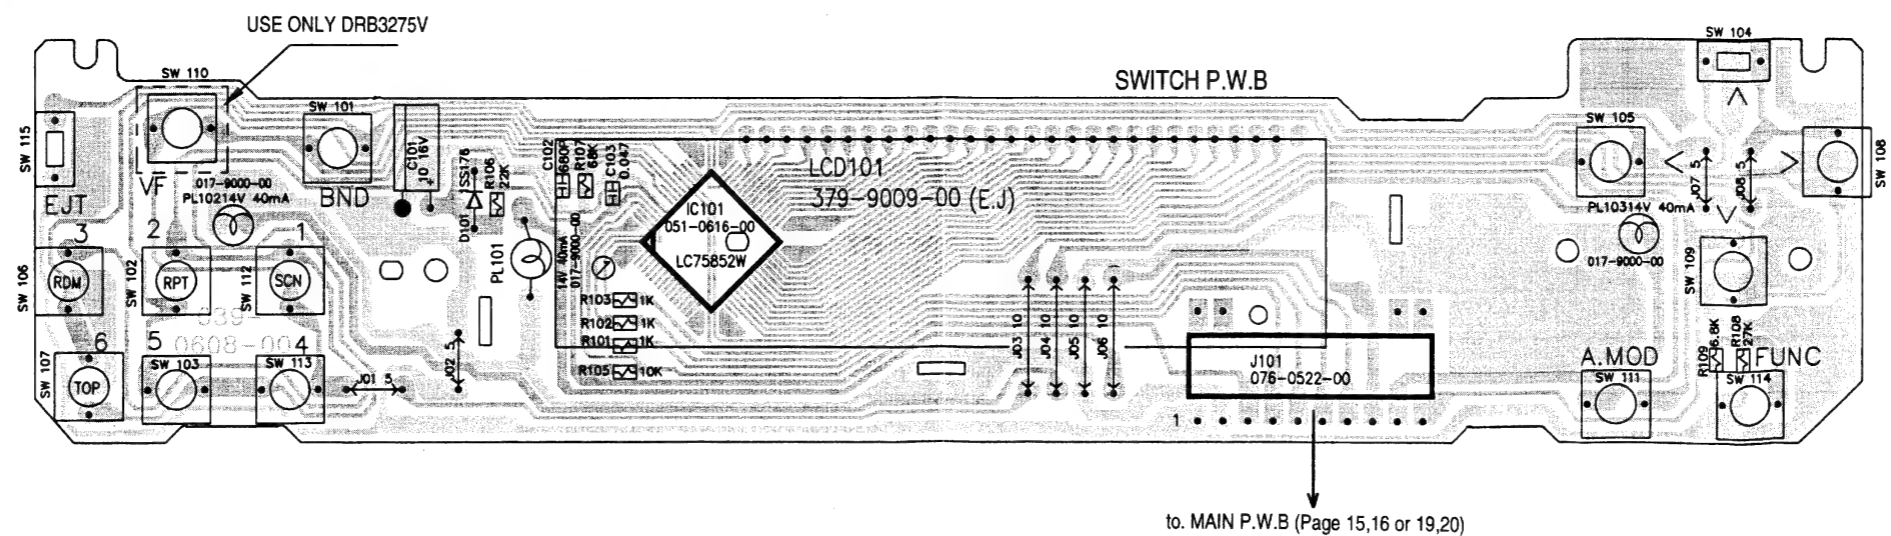 USE ONLY DRB3275V
SWITCH P.W.B
SW 110
SW 101
SW 104
SW 115
SW 105
SW 108
C101
10 16V
+
D101 SS176
R106
22K
C102
680P
R107
68K
C103
0.047
LCD101
379-9009-00 (E.J)
VF
017-9000-00
PL10214V 40mA
BND
EJT
IC101
051-0616-00
LC75852W
J07 5
J08 5
PL10314V 40mA
017-9000-00
3
2
1
PL101
14V 40mA
017-9000-00
SW 106
RDM
SW 102
RPT
SW 112
SCN
SW 109
R103 1K
R102 1K
R101 1K
R105 10K
039-
0608-00
J03 10
J04 10
J05 10
J06 10
6
5
4
SW 107
TOP
SW 103
SW 113
J01 5
J02 5
J101
076-0522-00
A.MOD
R109
6.8K
R108
27K
FUNC
SW 111
SW 114
1
to. MAIN P.W.B (Page 15,16 or 19,20)